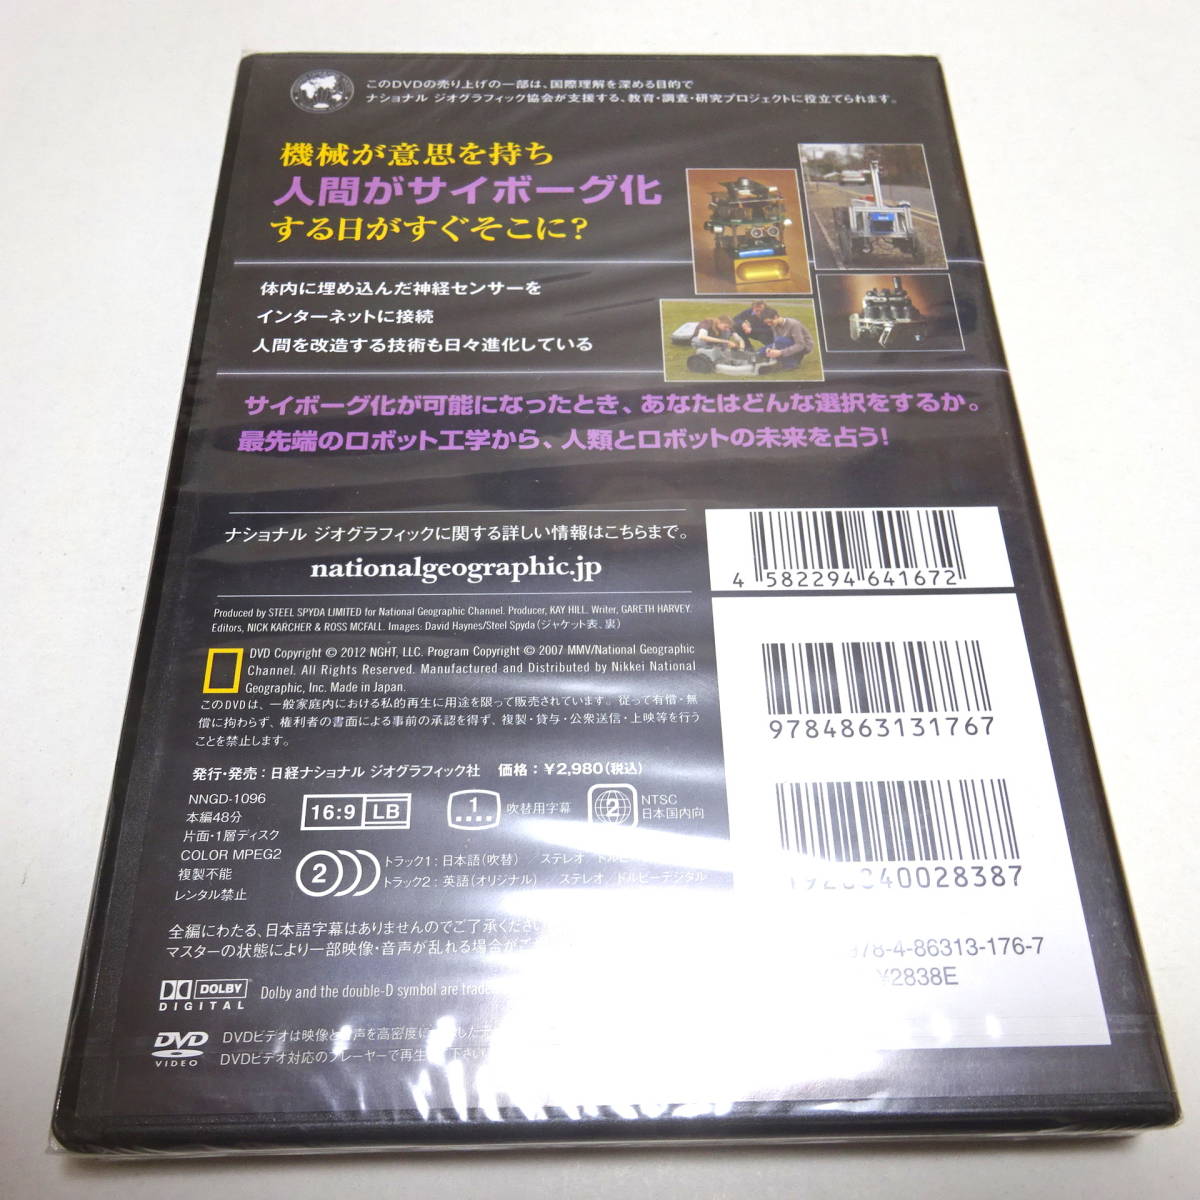 このDVDの売り上げの一部は、国際理解を深める目的で
ナショナル ジオグラフィック協会が支援する、教育・調査・研究プロジェクトに役立てられます。
機械が意思を持ち
人間がサイボーグ化
する日がすぐそこに?
体内に埋め込んだ神経センサーを
インターネットに接続
人間を改造する技術も日々進化している
サイボーグ化が可能になったとき、あなたはどんな選択をするか。
最先端のロボット工学から、人類とロボットの未来を占う!
ナショナル ジオグラフィックに関する詳しい情報はこちらまで。
nationalgeographic.jp
4 582294 641672
Produced by STEEL SPYDA LIMITED for National Geographic Channel. Producer, KAY HILL. Writer, GARETH HARVEY.
Editors, NICK KARCHER & ROSS MCFALL. Images: David Haynes/Steel Spyda (ジャケット表、裏)
DVD Copyright © 2012 NGHT, LLC. Program Copyright © 2007 MMV/National Geographic
Channel. All Rights Reserved. Manufactured and Distributed by Nikkei National
Geographic, Inc. Made in Japan.
このDVDは、一般家庭内における私的再生に用途を限って販売されています。従って有償・無
償に拘わらず、権利者の書面による事前の承認を得ず、複製・貸与・公衆送信・上映等を行う
ことを禁止します。
9784863131767
発行・発売:日経ナショナル ジオグラフィック社 価格:¥2,980(税込)
NNGD-1096
本編48分
片面・1層ディスク
COLOR MPEG2
複製不能
レンタル禁止
16:9 LB
1 吹替用字幕
2 NTSC
日本国内向
2
トラック1:日本語(吹替)/ステレオ/ドルビー
トラック2:英語(オリジナル)/ステレオ/ドルビーデジタル
40028387
全編にわたる、日本語字幕はありませんのでご了承くださ
マスターの状態により一部映像・音声が乱れる場合が
978-4-86313-176-7
¥2838E
DOLBY
DIGITAL
Dolby and the double-D symbol are
DVD
VIDEO
DVDビデオは映像と音声を高密度に
DVDビデオ対応のプレーヤーで再生